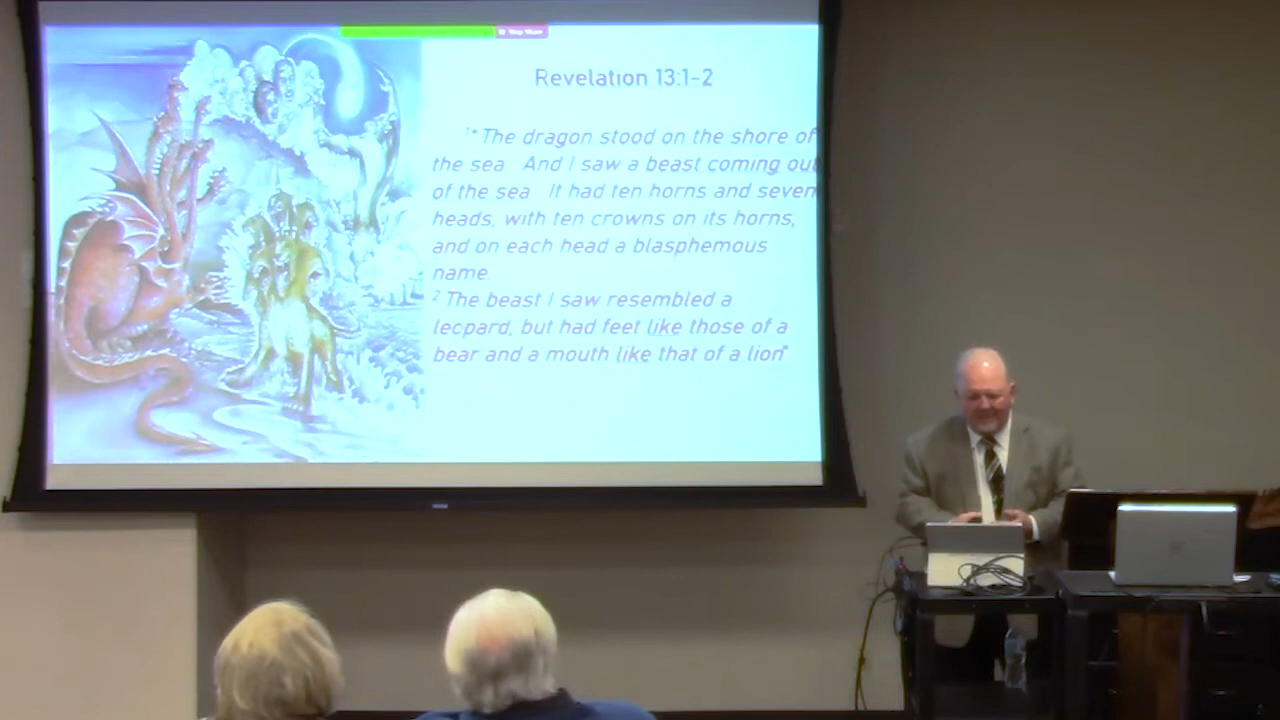 Revelation 13:1-2
1* The dragon stood on the shore of
the sea And I saw a beast coming out
of the sea It had ten horns and seven
heads, with ten crowns on its horns,
and on each head a blasphemous
name
2 The beast I saw resembled a
leopard, but had feet like those of a
bear and a mouth like that of a lion"